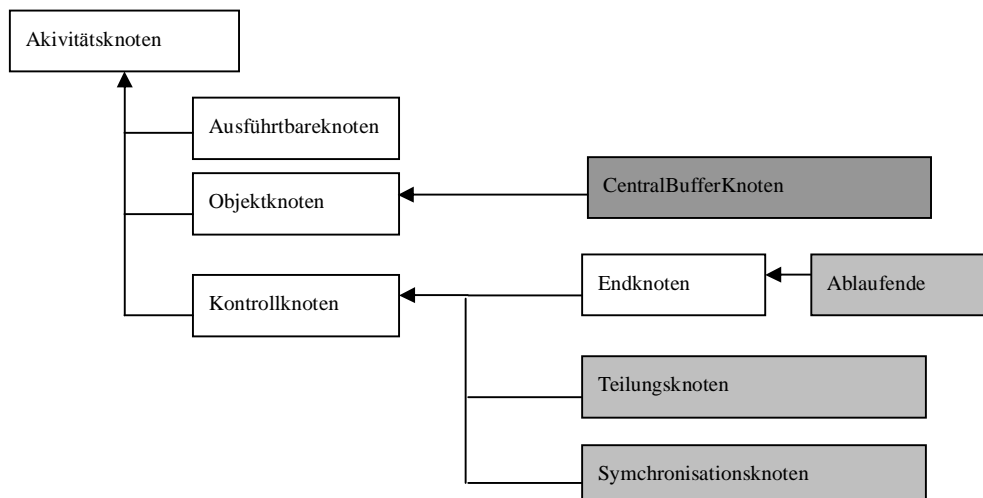 Akivitätsknoten
Ausführtbareknoten
Objektknoten
CentralBufferKnoten
Kontrollknoten
Endknoten
Ablaufende
Teilungsknoten
Symchronisationsknoten